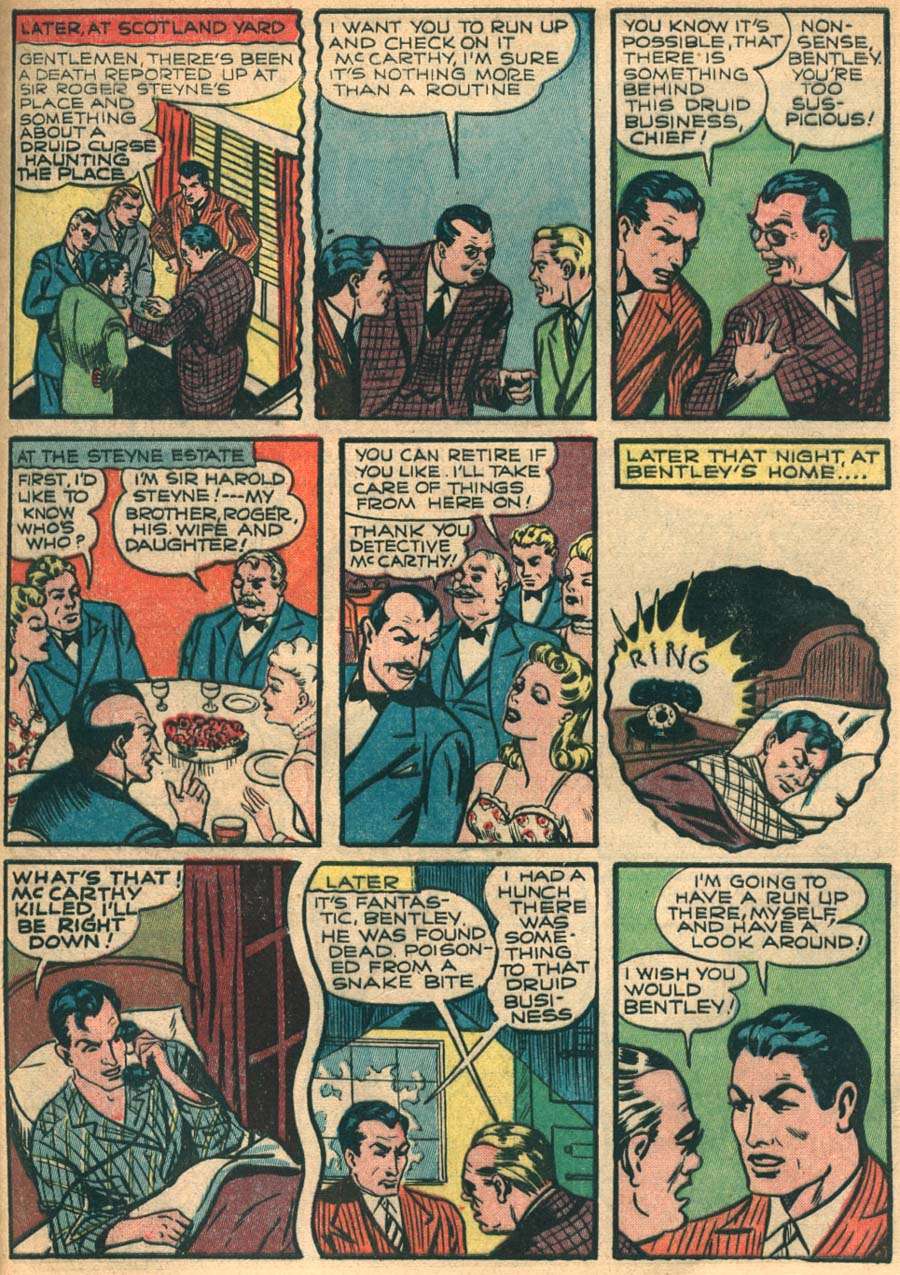 LATER, AT SCOTLAND YARD
GENTLEMEN, THERE'S BEEN
A DEATH REPORTED UP AT
SIR ROGER STEYNE'S
PLACE AND
SOMETHING
ABOUT A
DRUID CURSE
HAUNTING
THE PLACE
I WANT YOU TO RUN UP
AND CHECK ON IT
MCCARTHY, I'M SURE
IT'S NOTHING MORE
THAN A ROUTINE
YOU KNOW IT'S
POSSIBLE, THAT
THERE IS
SOMETHING
BEHIND
THIS DRUID
BUSINESS,
CHIEF!
NON-
SENSE,
BENTLEY.
YOU'RE
TOO
SUS-
PICIOUS!
AT THE STEYNE ESTATE
FIRST, I'D
LIKE TO
KNOW
WHO'S
WHO?
I'M SIR HAROLD
STEYNE!---MY
BROTHER, ROGER,
HIS WIFE AND
DAUGHTER!
YOU CAN RETIRE IF
YOU LIKE. I'LL TAKE
CARE OF THINGS
FROM HERE ON!
THANK YOU
DETECTIVE
MCCARTHY!
LATER THAT NIGHT, AT
BENTLEY'S HOME....
RING
WHAT'S THAT!
MCCARTHY
KILLED I'LL
BE RIGHT
DOWN!
LATER
IT'S FANTAS-
TIC, BENTLEY.
HE WAS FOUND
DEAD. POISON-
ED FROM A
SNAKE BITE
I HAD A
HUNCH
THERE
WAS
SOME-
THING
TO THAT
DRUID
BUSI-
NESS
I'M GOING TO
HAVE A RUN UP
THERE, MYSELF,
AND HAVE A
LOOK AROUND!
I WISH YOU
WOULD
BENTLEY!